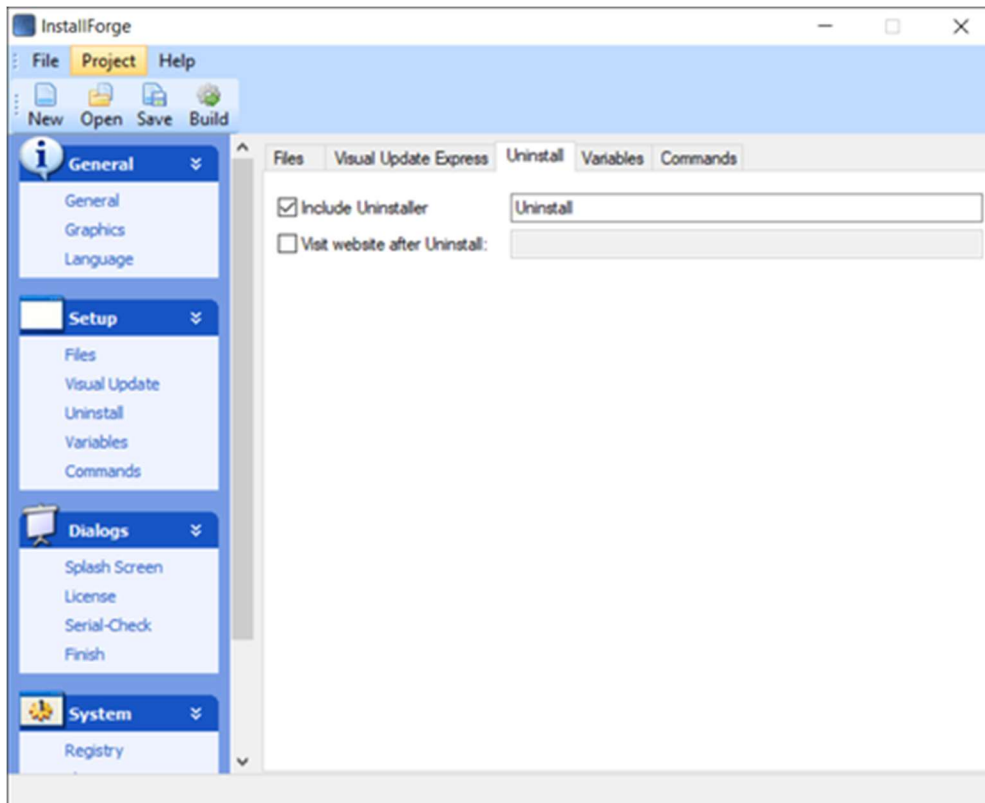 InstallForge
File Project Help
New Open Save Build
General
General
Graphics
Language
Setup
Files
Visual Update
Uninstall
Variables
Commands
Dialogs
Splash Screen
License
Serial-Check
Finish
System
Registry
Files Visual Update Express Uninstall Variables Commands
Include Uninstaller Uninstall
Visit website after Uninstall: